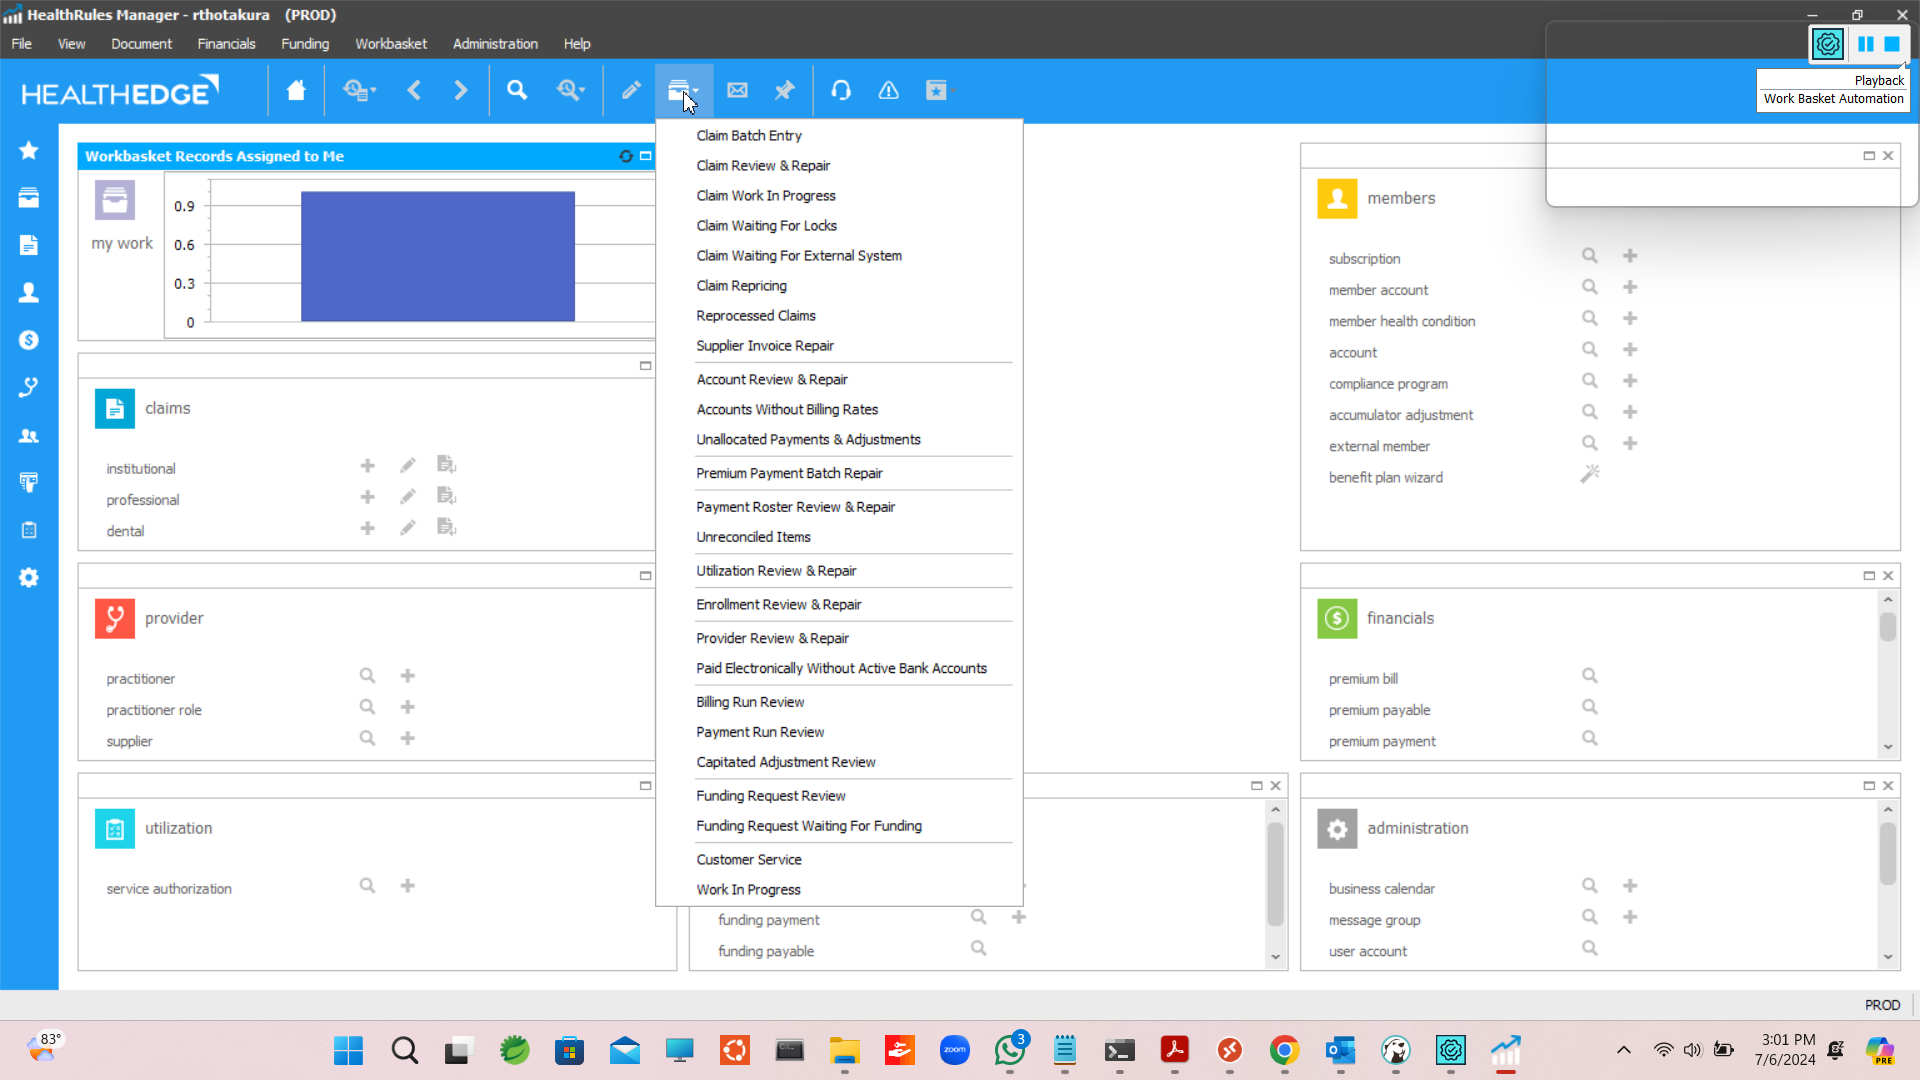 HealthRules Manager - rthotakura (PROD)
File View Document Financials Funding Workbasket Administration Help
Playback
Work Basket Automation
HEALTHEDGE
Workbasket Records Assigned to Me
my work
0.9
0.6
0.3
0
Claim Batch Entry
Claim Review & Repair
Claim Work In Progress
Claim Waiting For Locks
Claim Waiting For External System
Claim Repricing
Reprocessed Claims
Supplier Invoice Repair
Account Review & Repair
Accounts Without Billing Rates
Unallocated Payments & Adjustments
Premium Payment Batch Repair
Payment Roster Review & Repair
Unreconciled Items
Utilization Review & Repair
Enrollment Review & Repair
Provider Review & Repair
Paid Electronically Without Active Bank Accounts
Billing Run Review
Payment Run Review
Capitated Adjustment Review
Funding Request Review
Funding Request Waiting For Funding
Customer Service
Work In Progress
members
subscription
member account
member health condition
account
compliance program
accumulator adjustment
external member
benefit plan wizard
claims
institutional
professional
dental
provider
practitioner
practitioner role
supplier
financials
premium bill
premium payable
premium payment
utilization
service authorization
funding payment
funding payable
administration
business calendar
message group
user account
PROD
83°
zoom
3
3:01 PM
7/6/2024
PRE